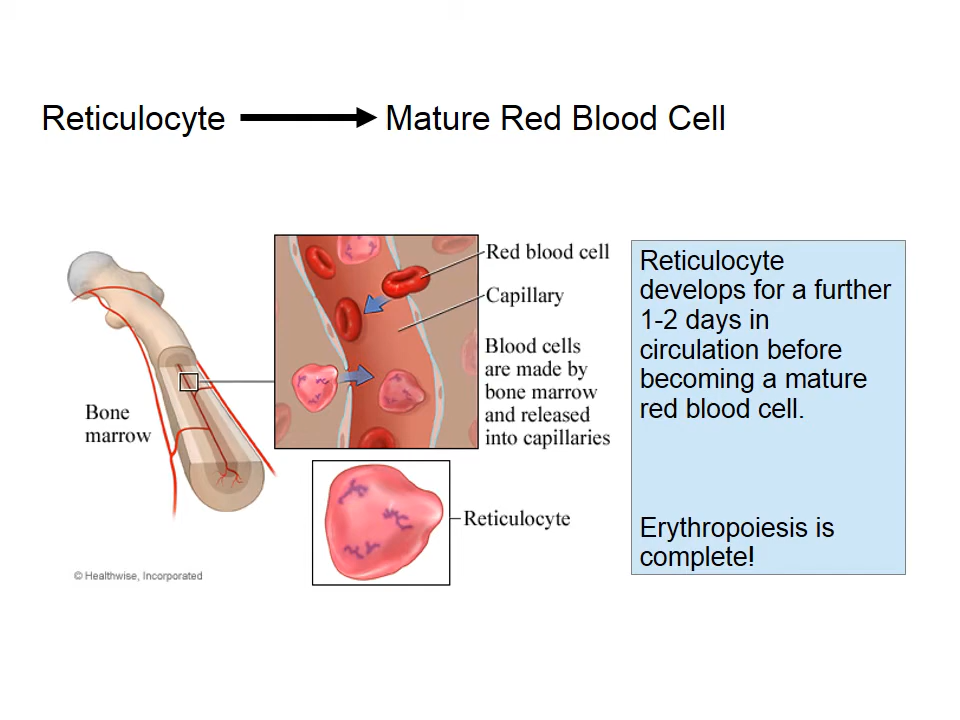 Reticulocyte Mature Red Blood Cell
Red blood cell
Capillary
Blood cells
are made by
bone marrow
and released
into capillaries
Bone
marrow
Reticulocyte
© Healthwise, Incorporated
Reticulocyte
develops for a further
1-2 days in
circulation before
becoming a mature
red blood cell.
Erythropoiesis is
complete!